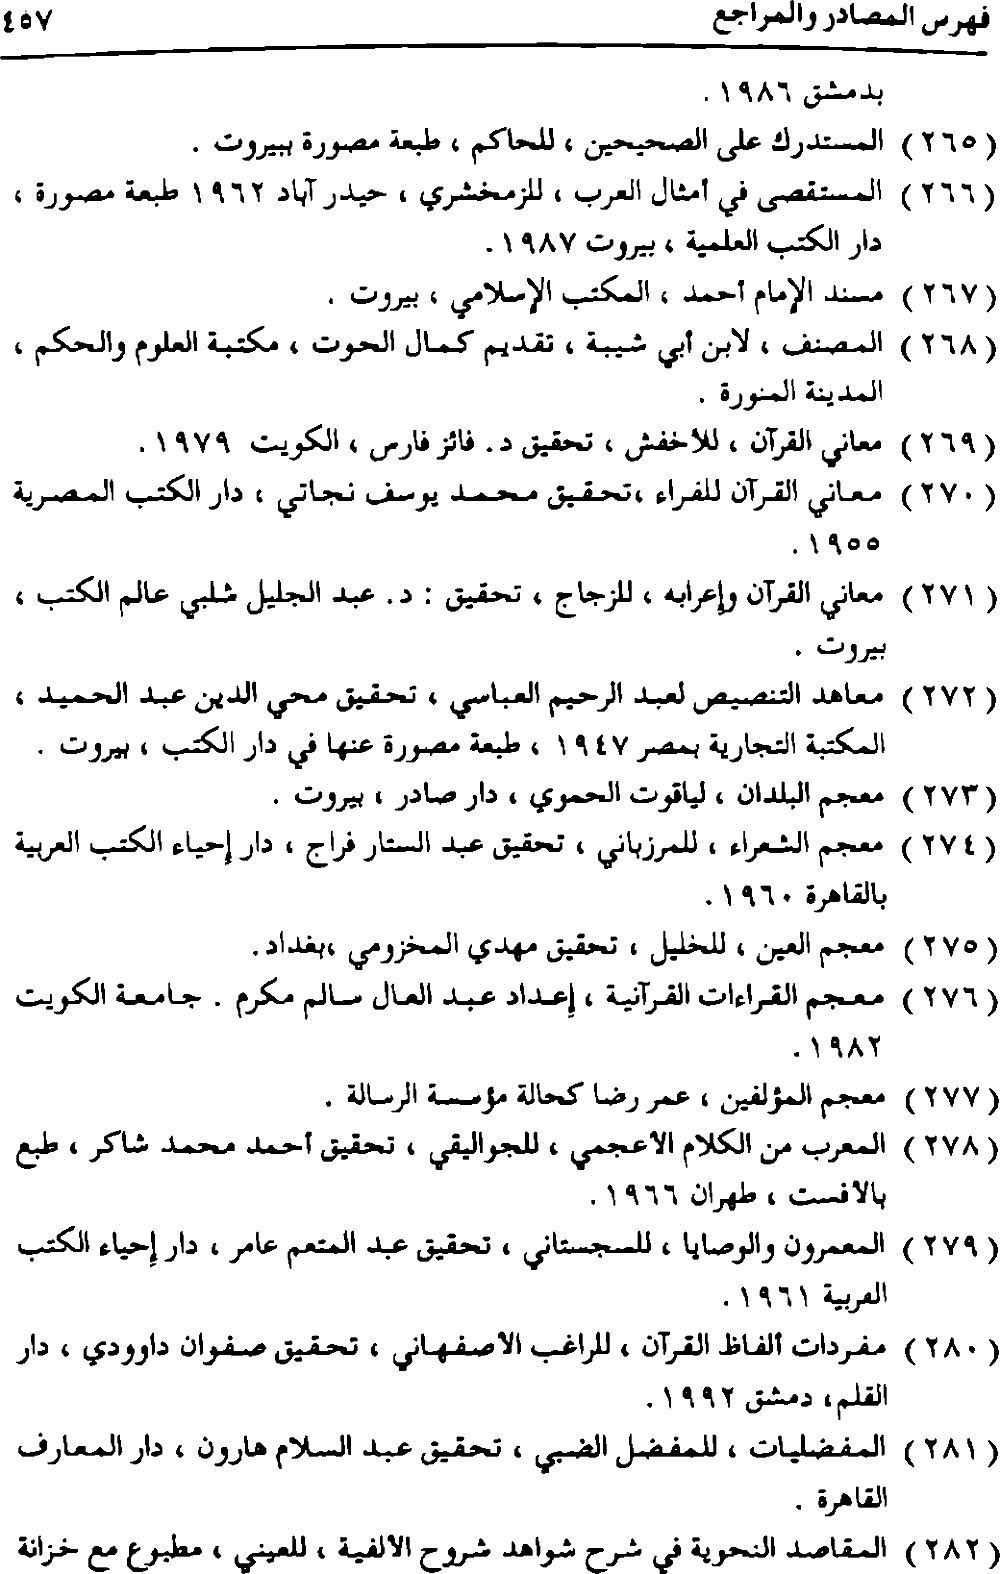 فهرس المصادر والمراجع ٤٥٧
بدمشق ١٩٨٦ .
(٢٦٥) المستدرك على الصحيحين ، للحاكم ، طبعة مصورة ببيروت .
(٢٦٦) المستقصى في أمثال العرب ، للزمخشري ، حيدر آباد ١٩٦٢ طبعة مصورة ،
دار الكتب العلمية ، بيروت ١٩٨٧ .
(٢٦٧) مسند الإمام أحمد ، المكتب الإسلامي ، بيروت .
(٢٦٨) المصنف ، لابن أبي شيبة ، تقديم كمال الحوت ، مكتبة العلوم والحكم ،
المدينة المنورة .
(٢٦٩) معاني القرآن ، للأخفش ، تحقيق د. فائز فارس ، الكويت ١٩٧٩ .
(٢٧٠) معاني القرآن للفراء ،تحقيق محمد يوسف نجاتي ، دار الكتب المصرية
١٩٥٥ .
(٢٧١) معاني القرآن وإعرابه ، للزجاج ، تحقيق : د. عبد الجليل شلبي عالم الكتب ،
بيروت .
(٢٧٢) معاهد التنصيص لعبد الرحيم العباسي ، تحقيق محي الدين عبد الحميد ،
المكتبة التجارية بمصر ١٩٤٧ ، طبعة مصورة عنها في دار الكتب ، بيروت .
(٢٧٣) معجم البلدان ، لياقوت الحموي ، دار صادر ، بيروت .
(٢٧٤) معجم الشعراء ، للمرزباني ، تحقيق عبد الستار فراج ، دار إحياء الكتب العربية
بالقاهرة ١٩٦٠ .
(٢٧٥) معجم العين ، للخليل ، تحقيق مهدي المخزومي ،بغداد.
(٢٧٦) معجم القراءات القرآنية ، إعداد عبد العال سالم مكرم . جامعة الكويت
١٩٨٢ .
(٢٧٧) معجم المؤلفين ، عمر رضا كحالة مؤسسة الرسالة .
(٢٧٨) المعرب من الكلام الأعجمي ، للجواليقي ، تحقيق أحمد محمد شاكر ، طبع
بالأفست ، طهران ١٩٦٦ .
(٢٧٩) المعمرون والوصايا ، للسجستاني ، تحقيق عبد المتعم عامر ، دار إحياء الكتب
العربية ١٩٦١ .
(٢٨٠) مفردات ألفاظ القرآن ، للراغب الأصفهاني ، تحقيق صفوان داوودي ، دار
القلم، دمشق ١٩٩٢ .
(٢٨١) المفضليات ، للمفضل الضبي ، تحقيق عبد السلام هارون ، دار المعارف
القاهرة .
(٢٨٢) المقاصد النحوية في شرح شواهد شروح الألفية ، للعيني ، مطبوع مع خزانة